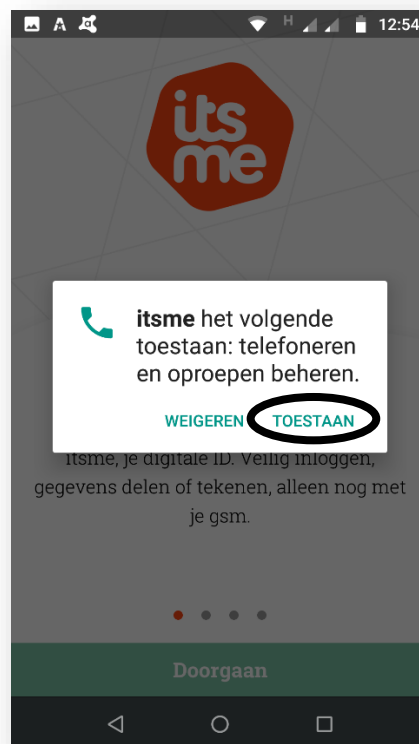 H 12:54
its
me
itsme het volgende
toestaan: telefoneren
en oproepen beheren.
WEIGEREN TOESTAAN
itsme, je digitale ID. Veilig inloggen,
gegevens delen of tekenen, alleen nog met
je gsm.
Doorgaan